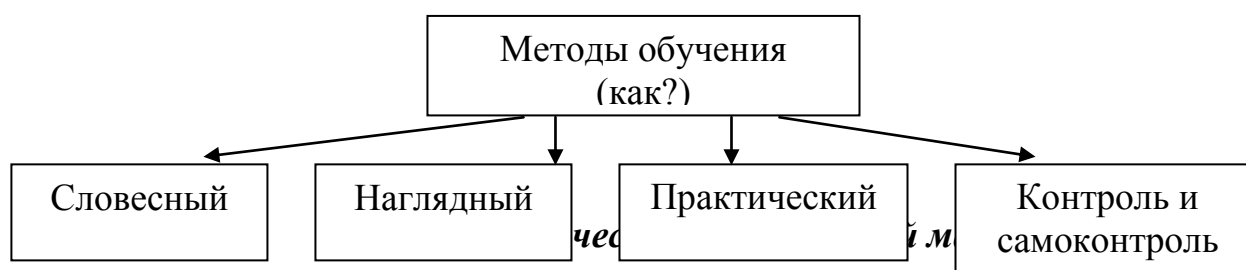 Методы обучения
(как?)
Словесный
Наглядный
Практический
Контроль и
самоконтроль